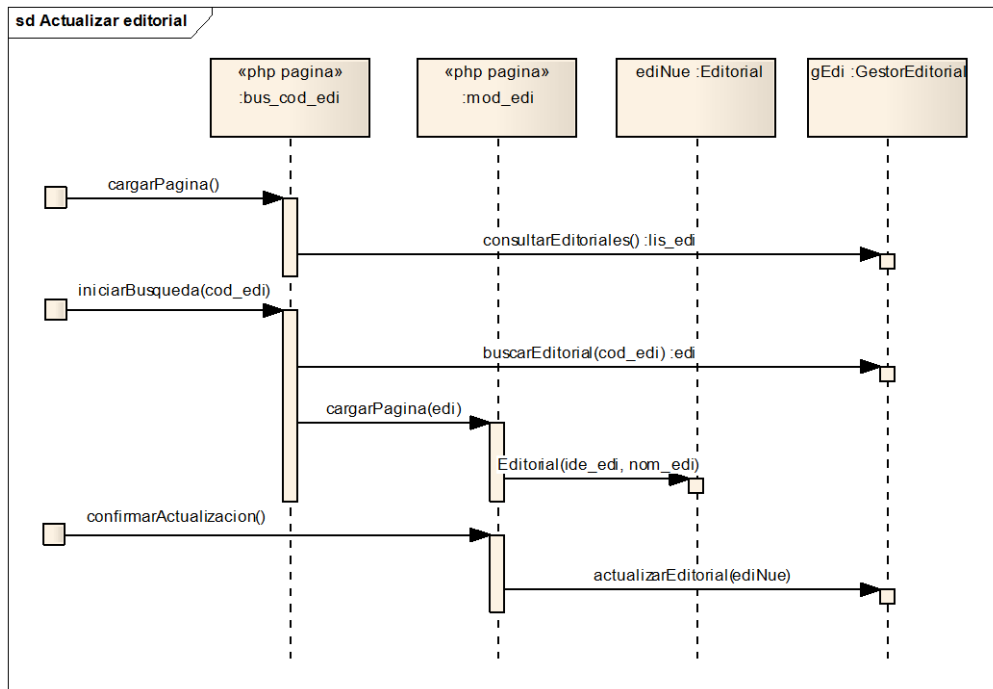 sd Actualizar editorial
«php pagina»
:bus_cod_edi
«php pagina»
:mod_edi
ediNue :Editorial
gEdi :GestorEditorial
cargarPagina()
consultarEditoriales() :lis_edi
iniciarBusqueda(cod_edi)
buscarEditorial(cod_edi) :edi
cargarPagina(edi)
Editorial(ide_edi, nom_edi)
confirmarActualizacion()
actualizarEditorial(ediNue)